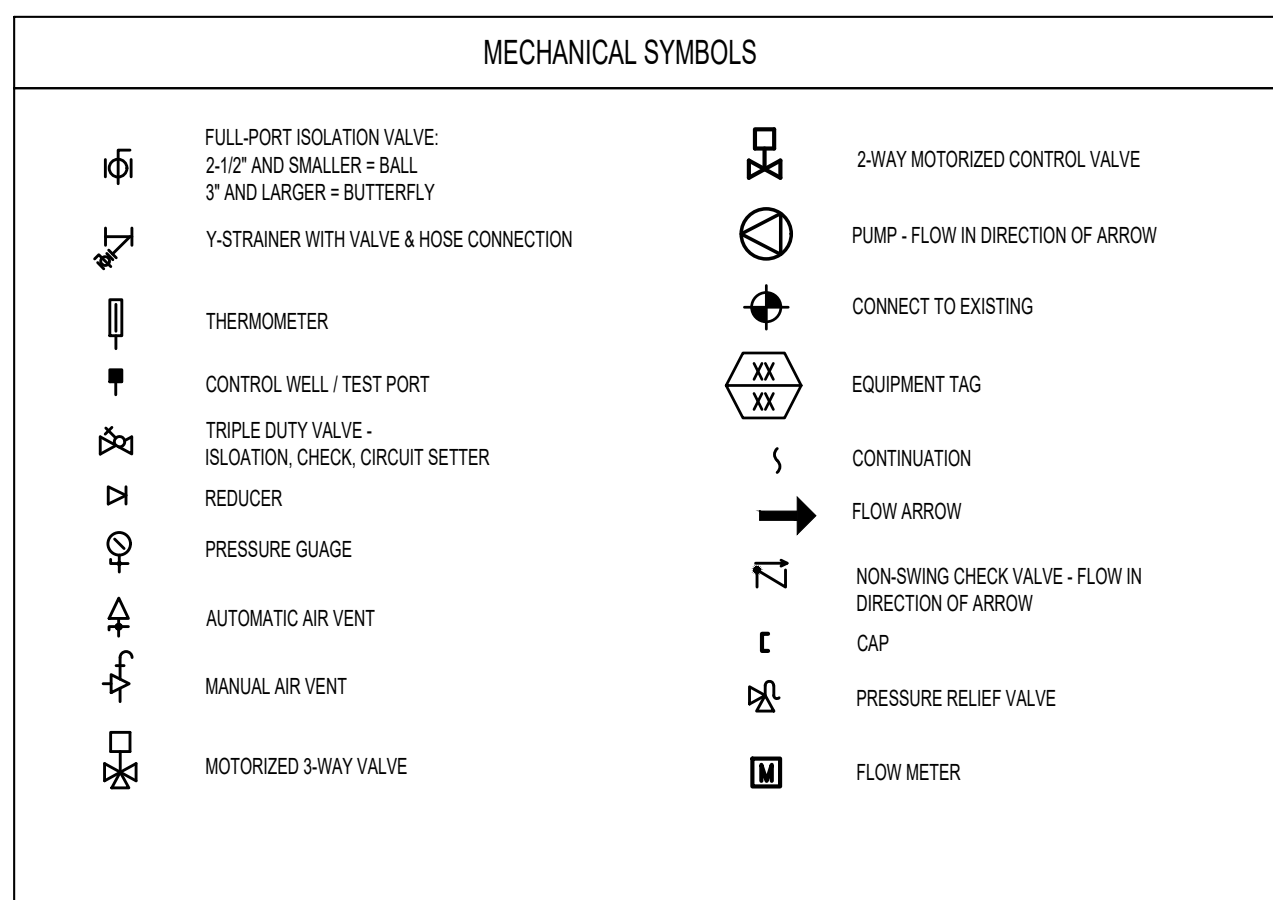 MECHANICAL SYMBOLS
FULL-PORT ISOLATION VALVE:
2-1/2" AND SMALLER = BALL
3" AND LARGER = BUTTERFLY
Y-STRAINER WITH VALVE & HOSE CONNECTION
THERMOMETER
CONTROL WELL / TEST PORT
TRIPLE DUTY VALVE -
ISLOATION, CHECK, CIRCUIT SETTER
REDUCER
PRESSURE GUAGE
AUTOMATIC AIR VENT
MANUAL AIR VENT
MOTORIZED 3-WAY VALVE
2-WAY MOTORIZED CONTROL VALVE
PUMP - FLOW IN DIRECTION OF ARROW
CONNECT TO EXISTING
XX
XX
EQUIPMENT TAG
CONTINUATION
FLOW ARROW
NON-SWING CHECK VALVE - FLOW IN
DIRECTION OF ARROW
CAP
PRESSURE RELIEF VALVE
M
FLOW METER